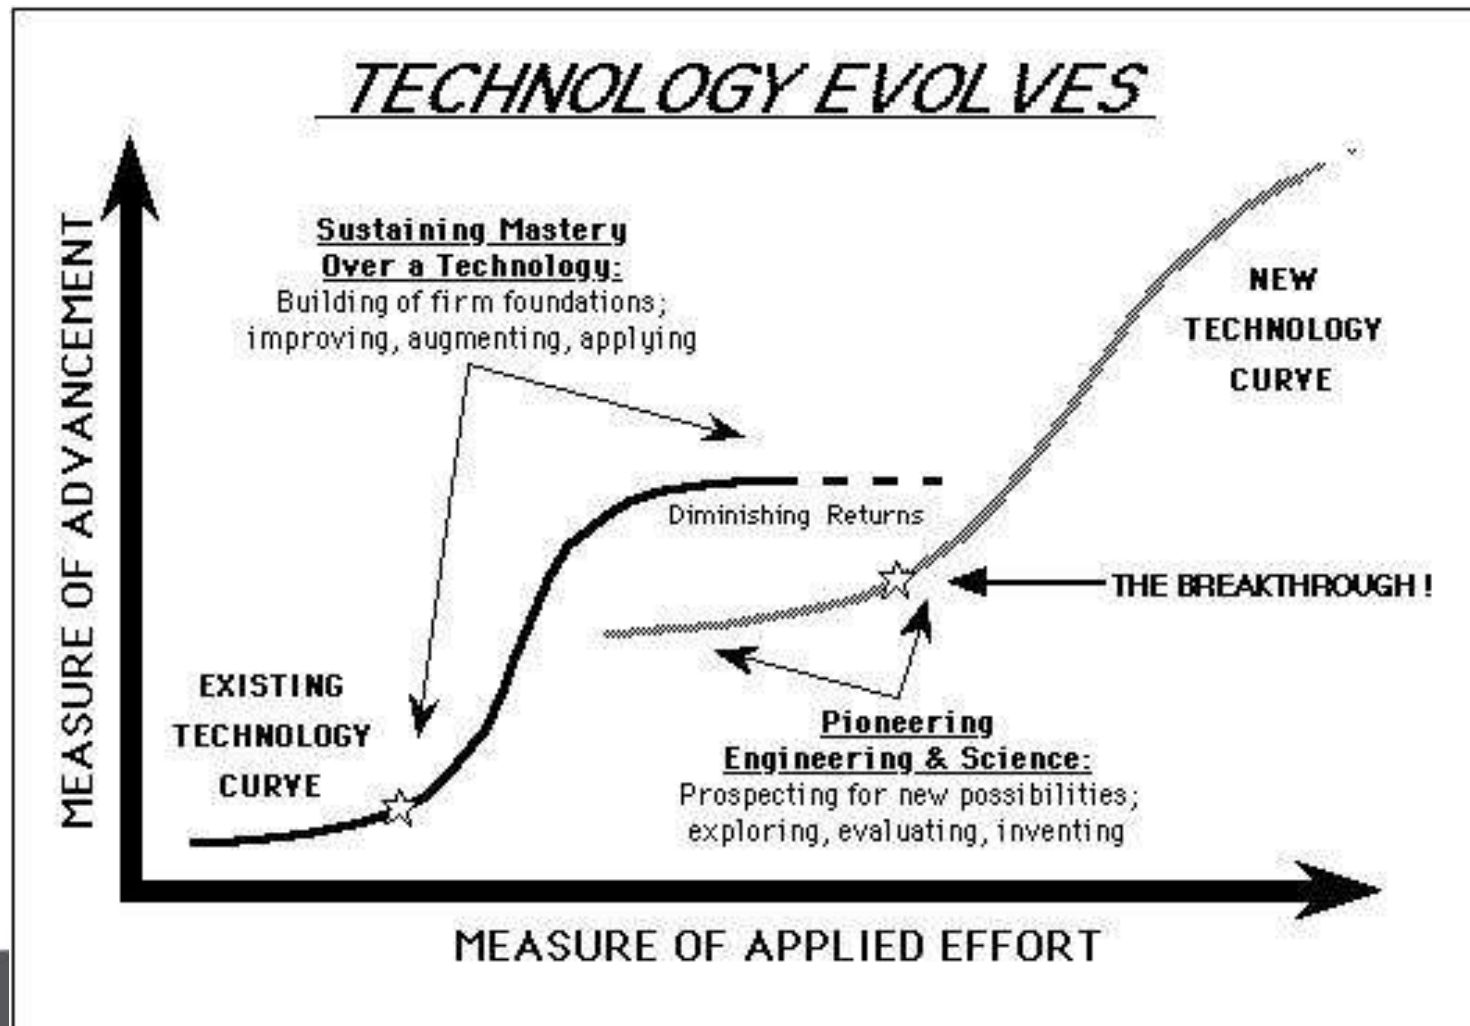 TECHNOLOGY EVOLVES
MEASURE OF ADVANCEMENT
Sustaining Mastery
Over a Technology:
Building of firm foundations;
improving, augmenting, applying
NEW
TECHNOLOGY
CURVE
Diminishing Returns
THE BREAKTHROUGH !
EXISTING
TECHNOLOGY
CURVE
Pioneering
Engineering & Science:
Prospecting for new possibilities;
exploring, evaluating, inventing
MEASURE OF APPLIED EFFORT